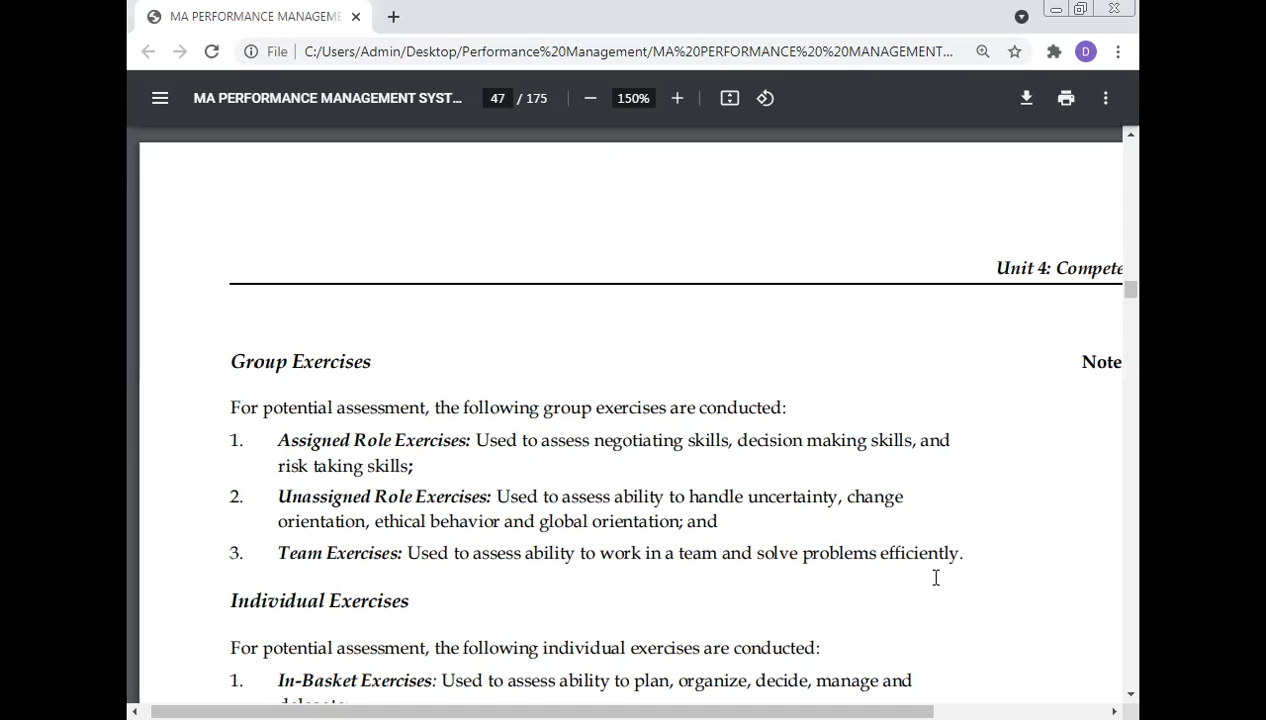 MA PERFORMANCE MANAGEME
File C:/Users/Admin/Desktop/Performance%20Management/MA%20PERFORMANCE%20%20MANAGEMENT... D
MA PERFORMANCE MANAGEMENT SYST... 47 / 175 150%
Unit 4: Compete
Group Exercises Note
For potential assessment, the following group exercises are conducted:
1. Assigned Role Exercises: Used to assess negotiating skills, decision making skills, and
risk taking skills;
2. Unassigned Role Exercises: Used to assess ability to handle uncertainty, change
orientation, ethical behavior and global orientation; and
3. Team Exercises: Used to assess ability to work in a team and solve problems efficiently.
Individual Exercises
For potential assessment, the following individual exercises are conducted:
1. In-Basket Exercises: Used to assess ability to plan, organize, decide, manage and